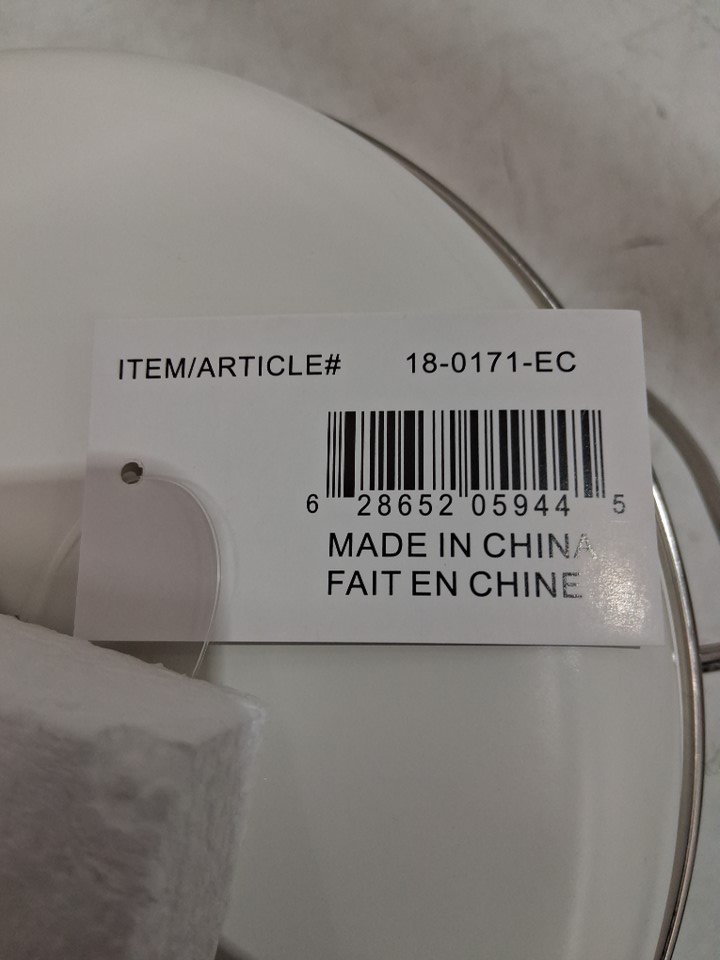 ITEM/ARTICLE# 18-0171-EC
6 28652 05944 5
MADE IN CHINA
FAIT EN CHINE